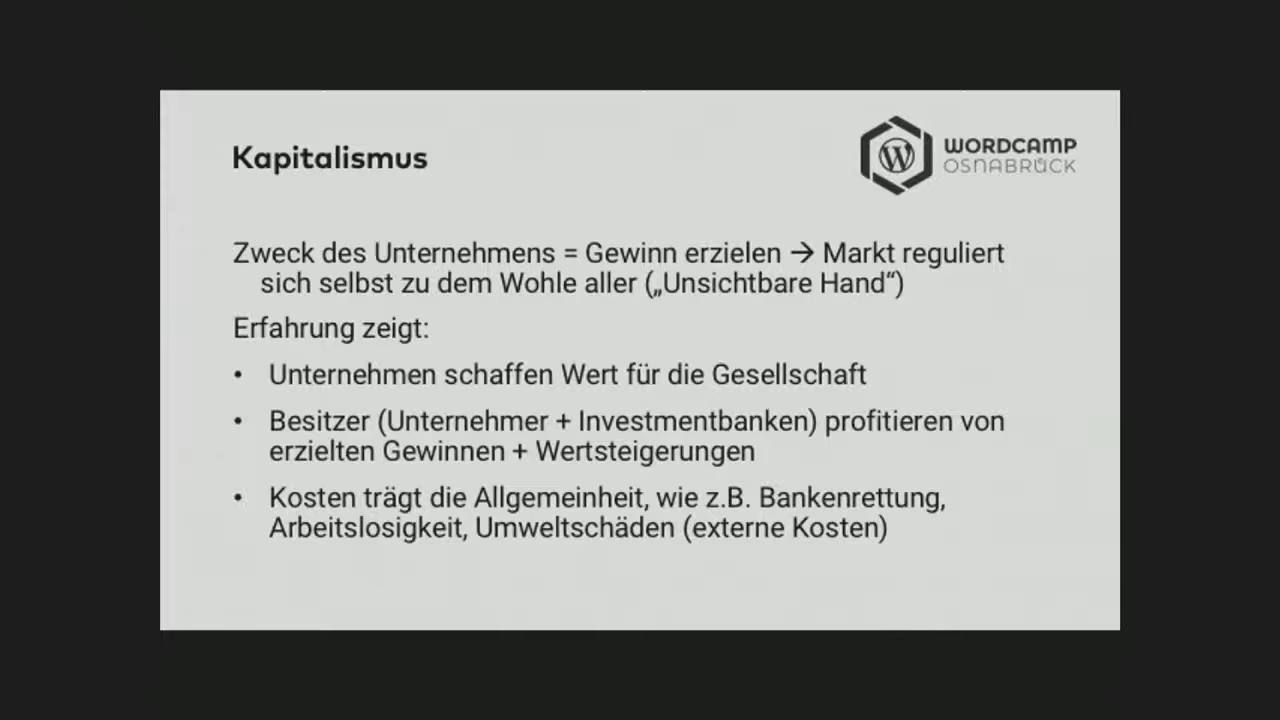 Kapitalismus
WORDCAMP
OSNABRÜCK
Zweck des Unternehmens = Gewinn erzielen → Markt reguliert
sich selbst zu dem Wohle aller („Unsichtbare Hand“)
Erfahrung zeigt:
• Unternehmen schaffen Wert für die Gesellschaft
• Besitzer (Unternehmer + Investmentbanken) profitieren von
erzielten Gewinnen + Wertsteigerungen
• Kosten trägt die Allgemeinheit, wie z.B. Bankenrettung,
Arbeitslosigkeit, Umweltschäden (externe Kosten)